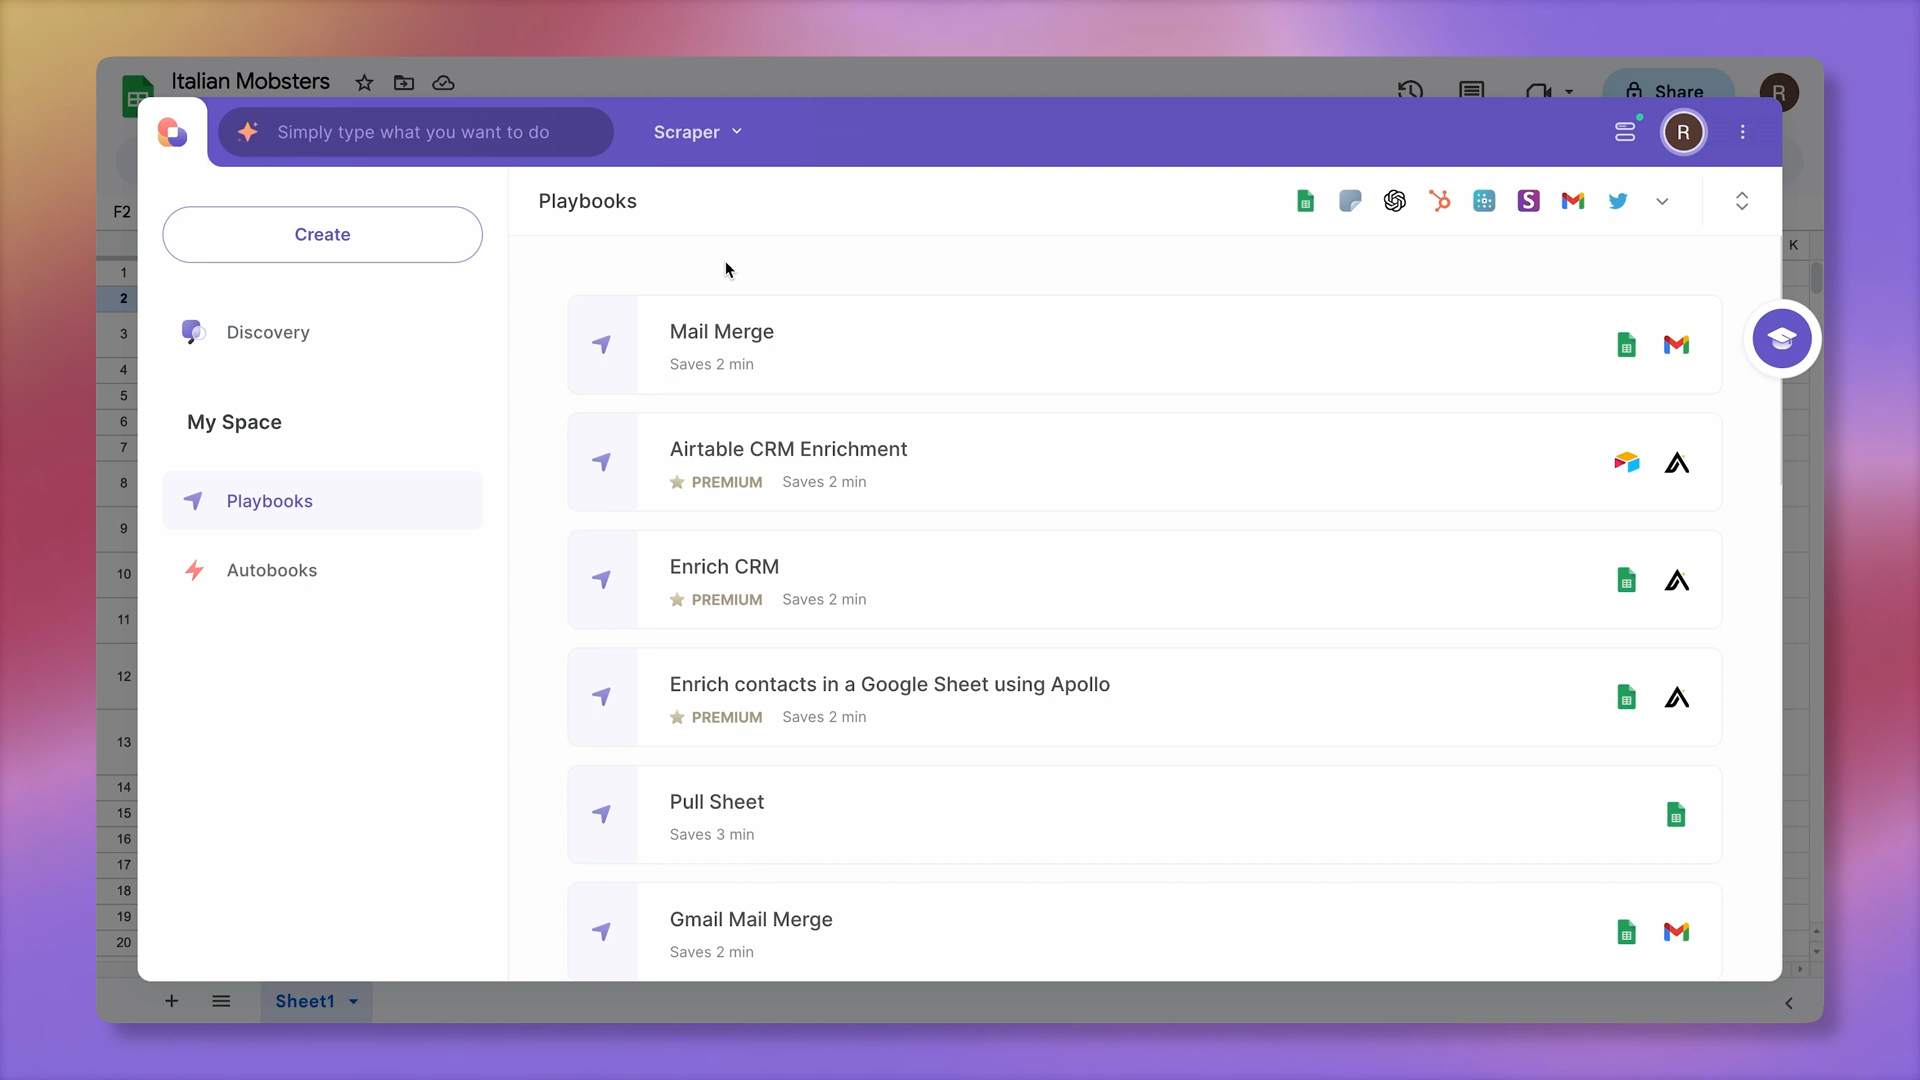 Italian Mobsters
Share
R
Simply type what you want to do
Scraper
R
F2
Create
Playbooks
S
K
1
2
3
4
5
6
7
8
9
10
11
12
13
14
15
16
17
18
19
20
Discovery
My Space
Playbooks
Autobooks
Mail Merge
Saves 2 min
Airtable CRM Enrichment
PREMIUM Saves 2 min
Enrich CRM
PREMIUM Saves 2 min
Enrich contacts in a Google Sheet using Apollo
PREMIUM Saves 2 min
Pull Sheet
Saves 3 min
Gmail Mail Merge
Saves 2 min
Sheet1